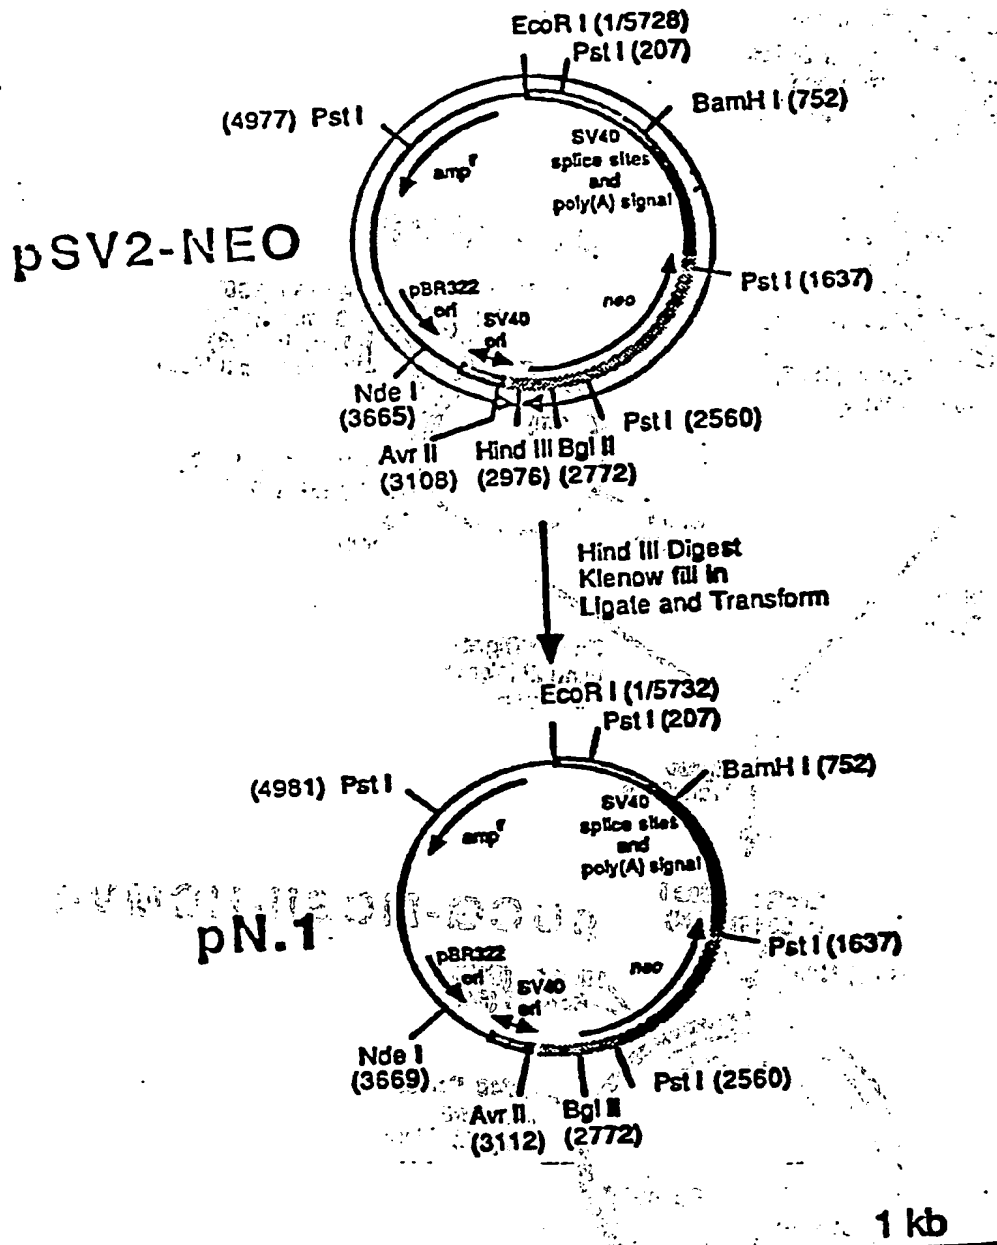 EcoR I (1/5728)
Pst I (207)
BamH I (752)
(4977) Pst I
SV40
splice sites
and
poly(A) signal
amp^r
pSV2-NEO
Pst I (1637)
neo
pBR322
ori
SV40
ori
Nde I
(3665)
Pst I (2560)
Avr II
(3108)
Hind III
(2976)
Bgl II
(2772)
Hind III Digest
Klenow fill in
Ligate and Transform
EcoR I (1/5732)
Pst I (207)
BamH I (752)
(4981) Pst I
SV40
splice sites
and
poly(A) signal
amp^r
pN.1
Pst I (1637)
neo
pBR322
ori
SV40
ori
Nde I
(3669)
Pst I (2560)
Avr II
(3112)
Bgl II
(2772)
1 kb